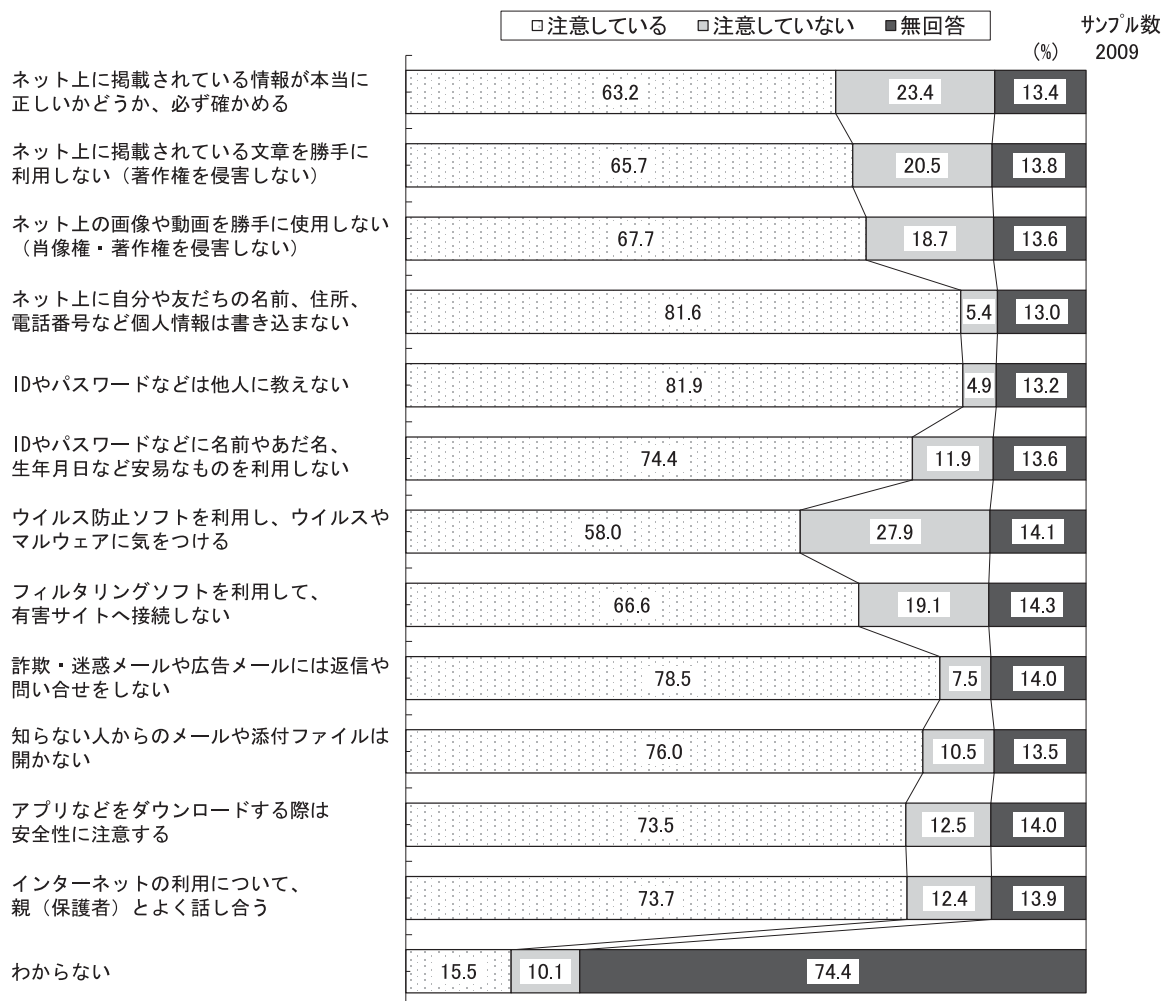 □注意している □注意していない ■無回答
サンプル数
(%) 2009
ネット上に掲載されている情報が本当に
正しいかどうか、必ず確かめる
63.2 23.4 13.4
ネット上に掲載されている文章を勝手に
利用しない（著作権を侵害しない）
65.7 20.5 13.8
ネット上の画像や動画を勝手に使用しない
（肖像権・著作権を侵害しない）
67.7 18.7 13.6
ネット上に自分や友だちの名前、住所、
電話番号など個人情報は書き込まない
81.6 5.4 13.0
IDやパスワードなどは他人に教えない
81.9 4.9 13.2
IDやパスワードなどに名前やあだ名、
生年月日など安易なものを利用しない
74.4 11.9 13.6
ウイルス防止ソフトを利用し、ウイルスや
マルウェアに気をつける
58.0 27.9 14.1
フィルタリングソフトを利用して、
有害サイトへ接続しない
66.6 19.1 14.3
詐欺・迷惑メールや広告メールには返信や
問い合せをしない
78.5 7.5 14.0
知らない人からのメールや添付ファイルは
開かない
76.0 10.5 13.5
アプリなどをダウンロードする際は
安全性に注意する
73.5 12.5 14.0
インターネットの利用について、
親（保護者）とよく話し合う
73.7 12.4 13.9
わからない
15.5 10.1 74.4